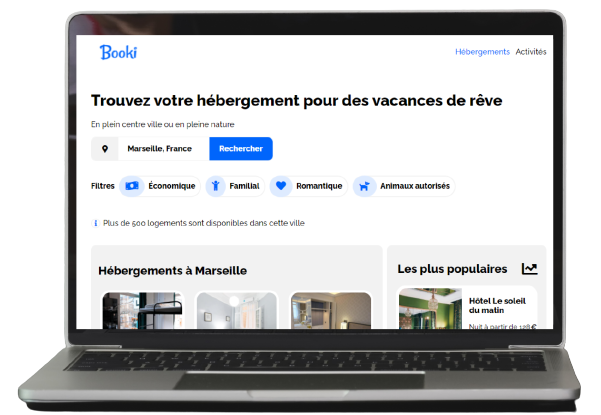 Booki
Hébergements Activités
Trouvez votre hébergement pour des vacances de rêve
En plein centre ville ou en pleine nature
Marseille, France Rechercher
Filtres Économique Familial Romantique Animaux autorisés
Plus de 500 logements sont disponibles dans cette ville
Hébergements à Marseille
Les plus populaires
Hôtel Le soleil
du matin
Nuit à partir de 128€